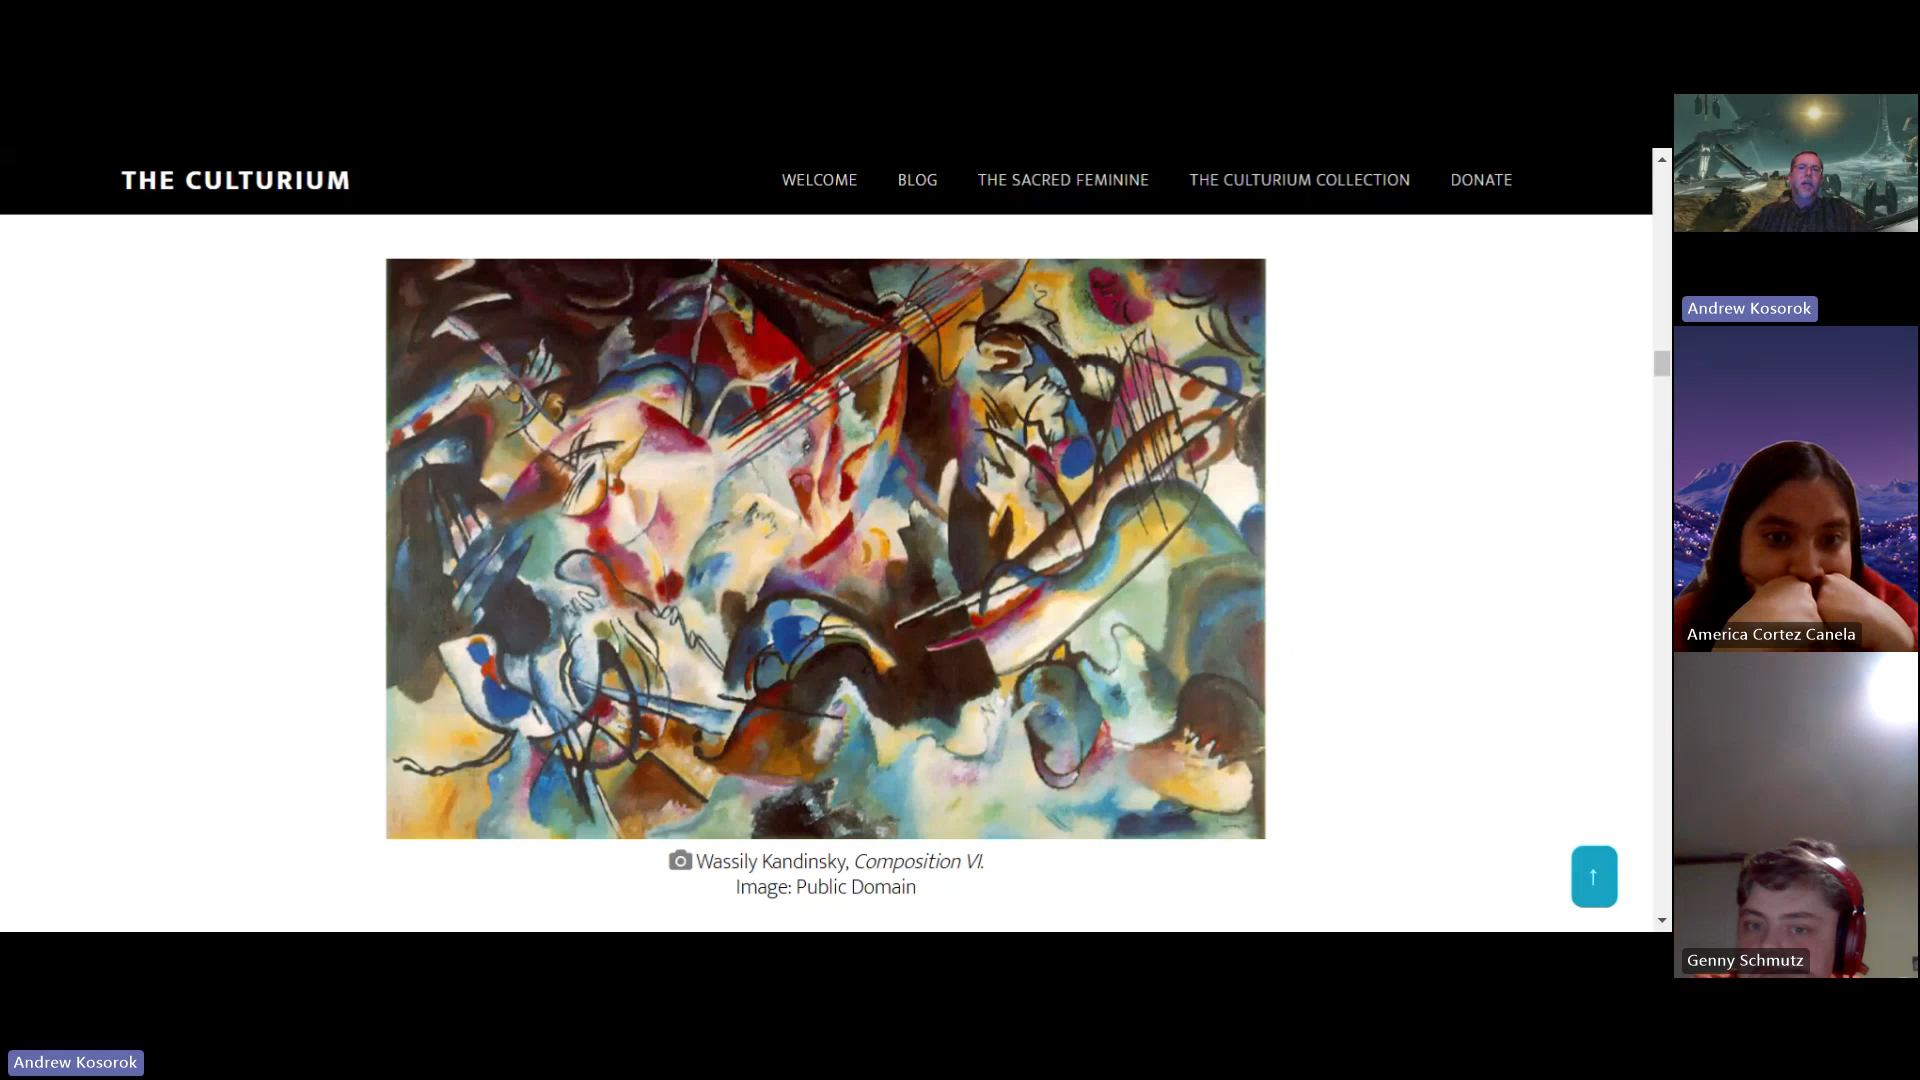 THE CULTURIUM
WELCOME BLOG THE SACRED FEMININE THE CULTURIUM COLLECTION DONATE
Wassily Kandinsky, Composition VI.
Image: Public Domain
↑
Andrew Kosorok
America Cortez Canela
Genny Schmutz
Andrew Kosorok